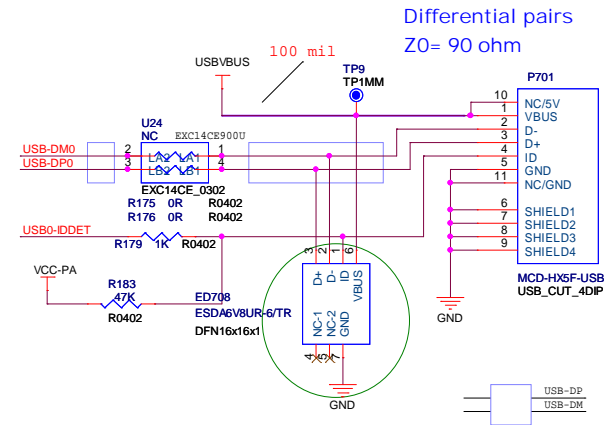 Differential pairs
Z0= 90 ohm
100 mil
USBVBUS
TP9
TP1MM
P701
10 NC/5V
1 VBUS
2 D-
3 D+
4 ID
5 GND
11 NC/GND
6 SHIELD1
7 SHIELD2
8 SHIELD3
9 SHIELD4
MCD-HX5F-USB
USB_CUT_4DIP
U24
NC EXC14CE900U
USB-DM0 2 LA2 LA1 1
USB-DP0 3 LB2 LB1 4
EXC14CE_0302
R175 0R R0402
R176 0R R0402
USB0-IDDET
R179 1K R0402
VCC-PA
R183
47K
R0402
ED708
ESDA6V8UR-6/TR
DFN16x16x1
3 2 1 6
D+ D- ID VBUS
NC-1 NC-2 GND
4 5 7
GND
GND
USB-DP
USB-DM